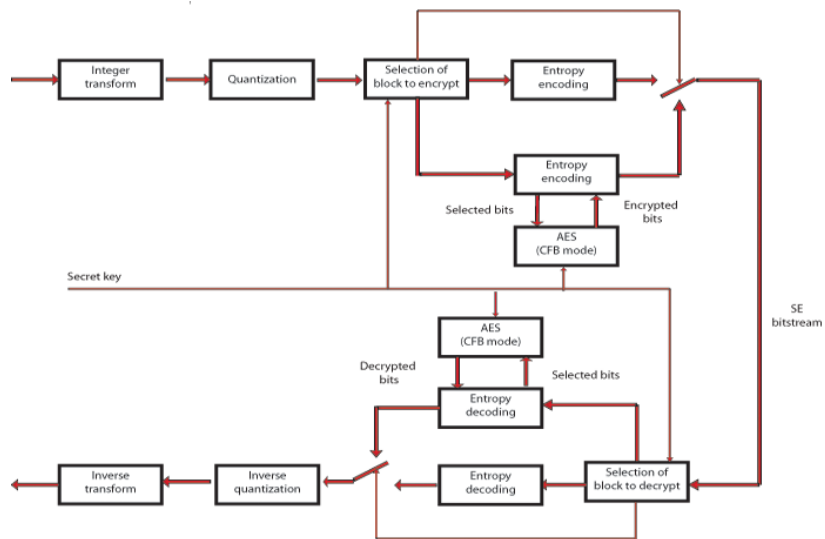 Integer
transform
Quantization
Selection of
block to encrypt
Entropy
encoding
Entropy
encoding
Selected bits
Encrypted
bits
AES
(CFB mode)
Secret key
SE
bitstream
AES
(CFB mode)
Decrypted
bits
Selected bits
Entropy
decoding
Inverse
transform
Inverse
quantization
Entropy
decoding
Selection of
block to decrypt